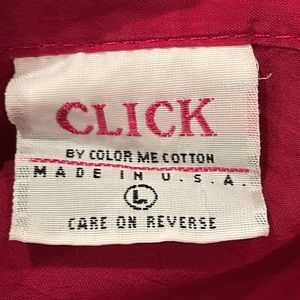 CLICK
BY COLOR ME COTTON
MADE IN U.S.A.
L
CARE ON REVERSE